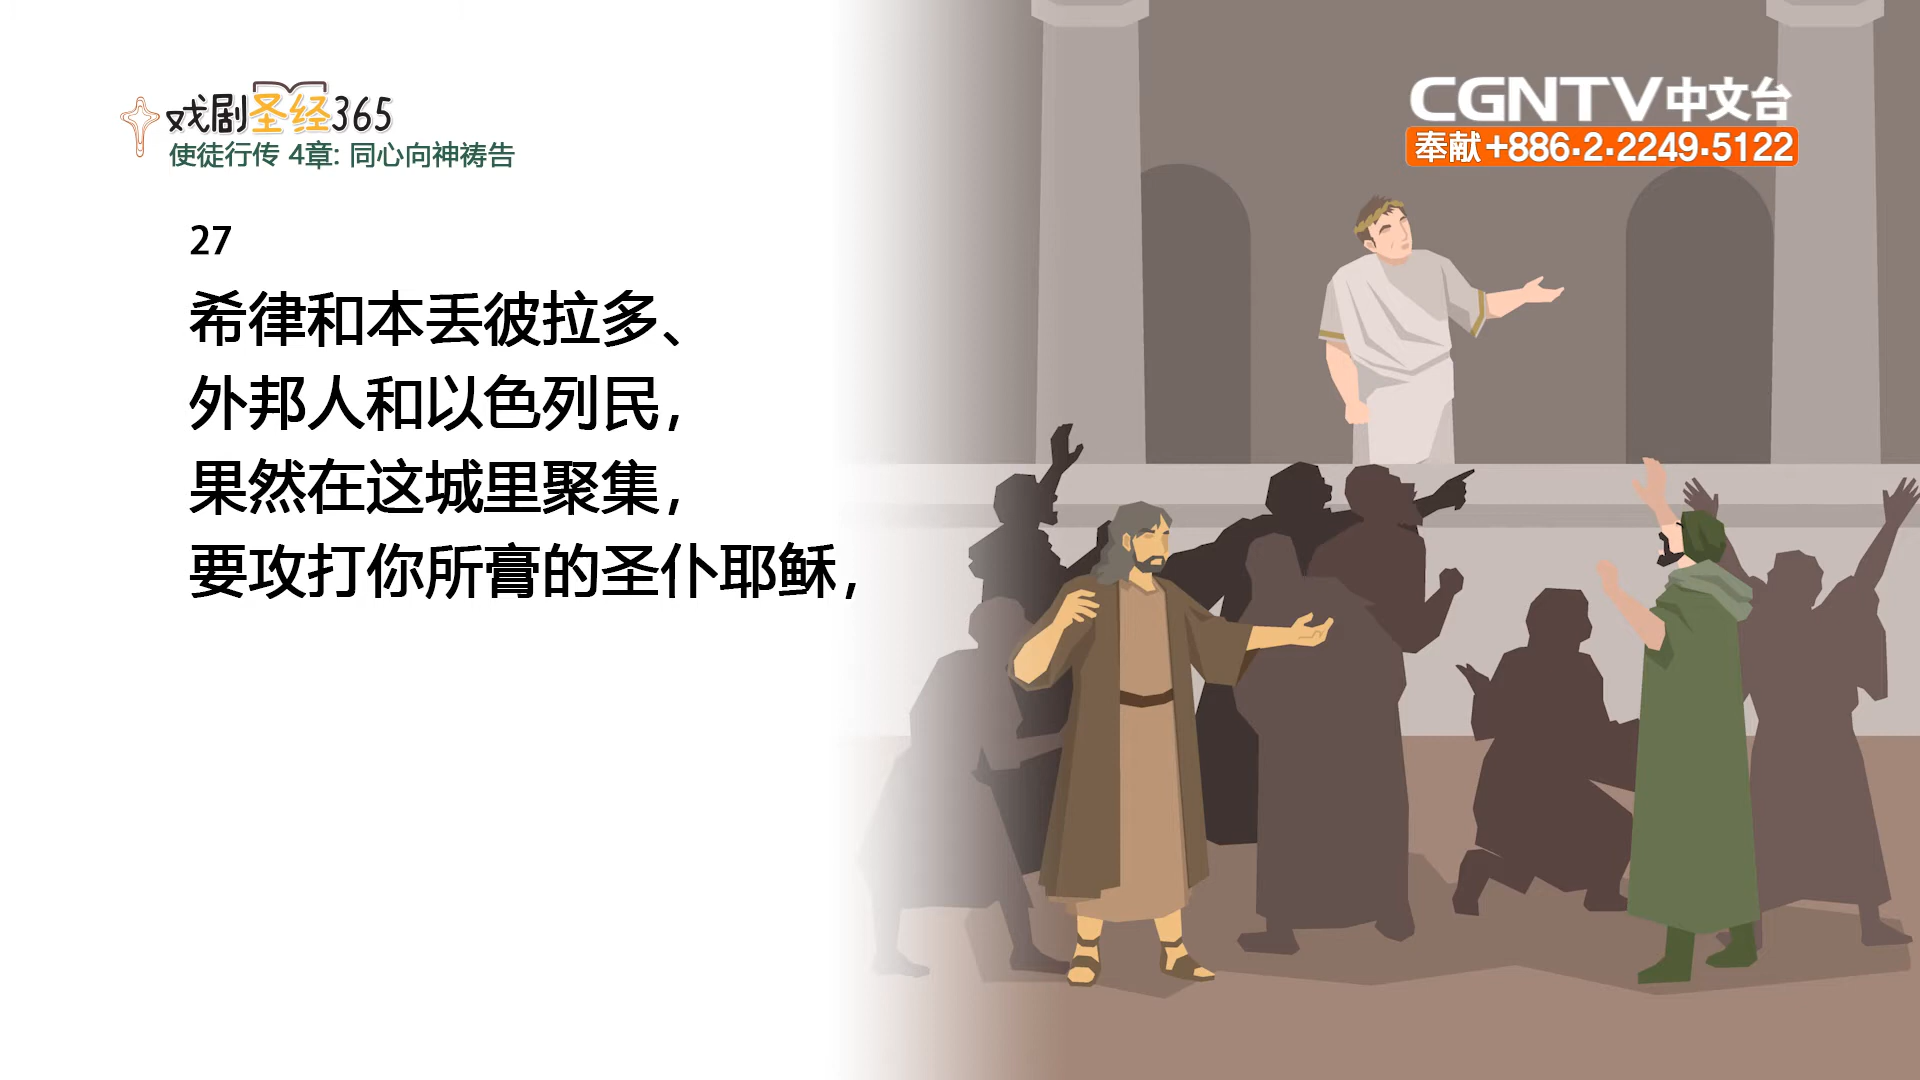 戏剧圣经365
使徒行传 4章: 同心向神祷告
CGNTV中文台
奉献+886·2·2249·5122
27
希律和本丢彼拉多、
外邦人和以色列民，
果然在这城里聚集，
要攻打你所膏的圣仆耶稣，